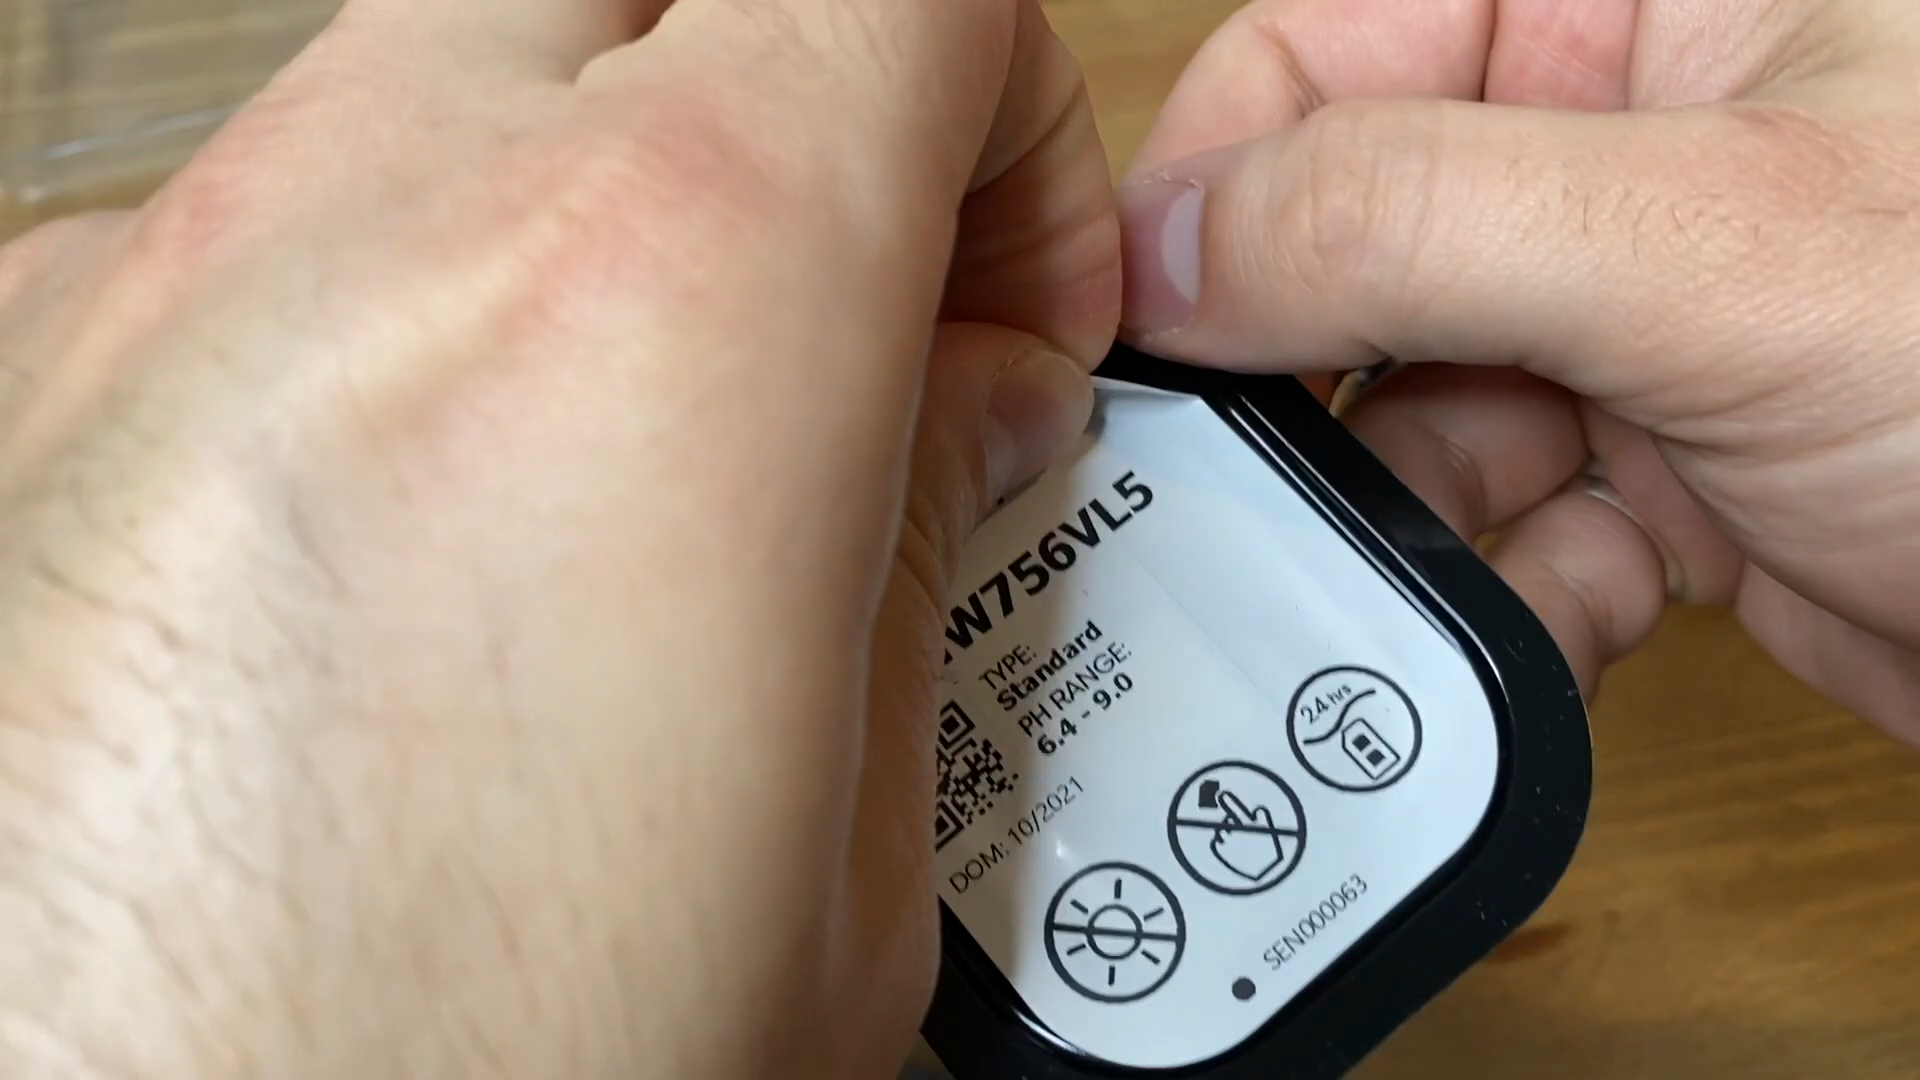 W756VL5
TYPE:
Standard
PH RANGE:
6.4 - 9.0
DOM: 10/2021
24 hrs
SEN000063